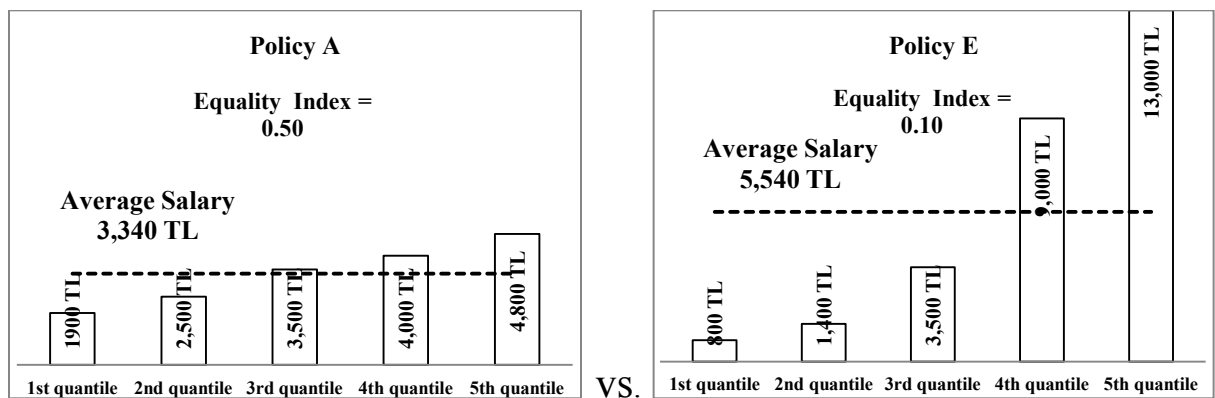 Policy A
Equality Index =
0.50
Average Salary
3,340 TL
1900 TL
2,500 TL
3,500 TL
4,000 TL
4,800 TL
1st quantile 2nd quantile 3rd quantile 4th quantile 5th quantile
vs.
Policy E
Equality Index =
0.10
Average Salary
5,540 TL
800 TL
1,400 TL
3,500 TL
9,000 TL
13,000 TL
1st quantile 2nd quantile 3rd quantile 4th quantile 5th quantile